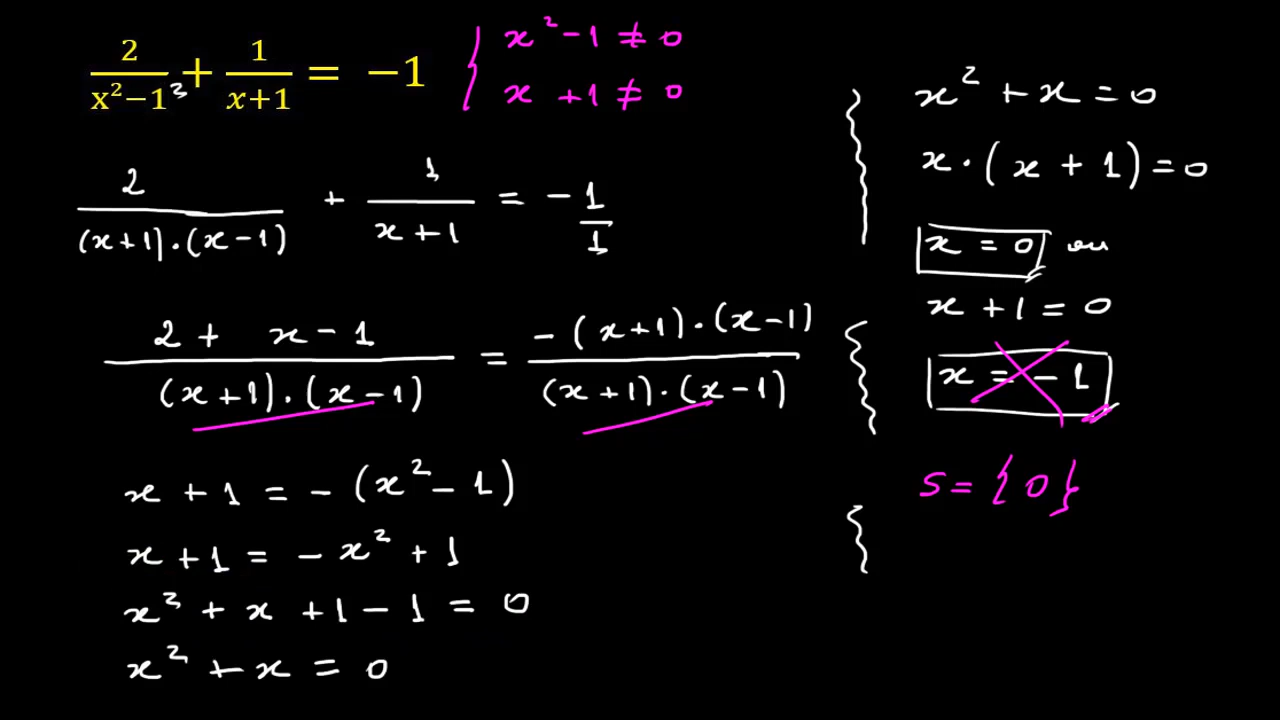 2/(x²−1) + 1/(x+1) = −1 { x²−1 ≠ 0
x + 1 ≠ 0
2/((x+1)·(x−1)) + 1/(x+1) = −1/1
(2 + x − 1)/((x+1)·(x−1)) = −(x+1)·(x−1)/((x+1)·(x−1))
x + 1 = −(x² − 1)
x + 1 = −x² + 1
x² + x + 1 − 1 = 0
x² + x = 0
x² + x = 0
x·(x + 1) = 0
x = 0 ou
x + 1 = 0
x = −1
S = {0}